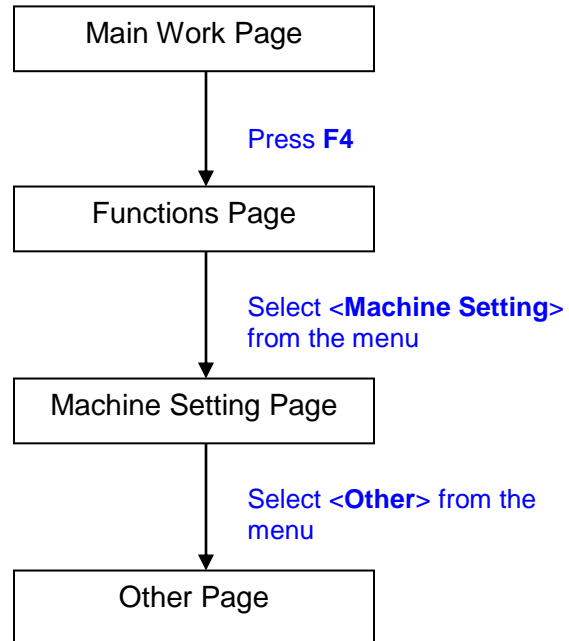 Main Work Page
Press F4
Functions Page
Select <Machine Setting>
from the menu
Machine Setting Page
Select <Other> from the
menu
Other Page